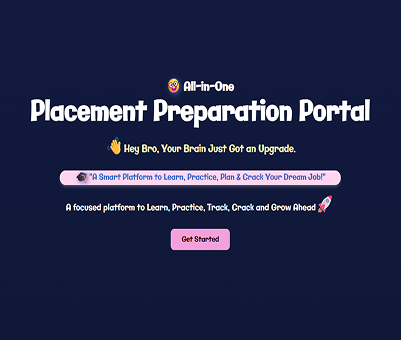 All-in-One
Placement Preparation Portal
Hey Bro, Your Brain Just Got an Upgrade.
"A Smart Platform to Learn, Practice, Plan & Crack Your Dream Job!"
A focused platform to Learn, Practice, Track, Crack and Grow Ahead
Get Started